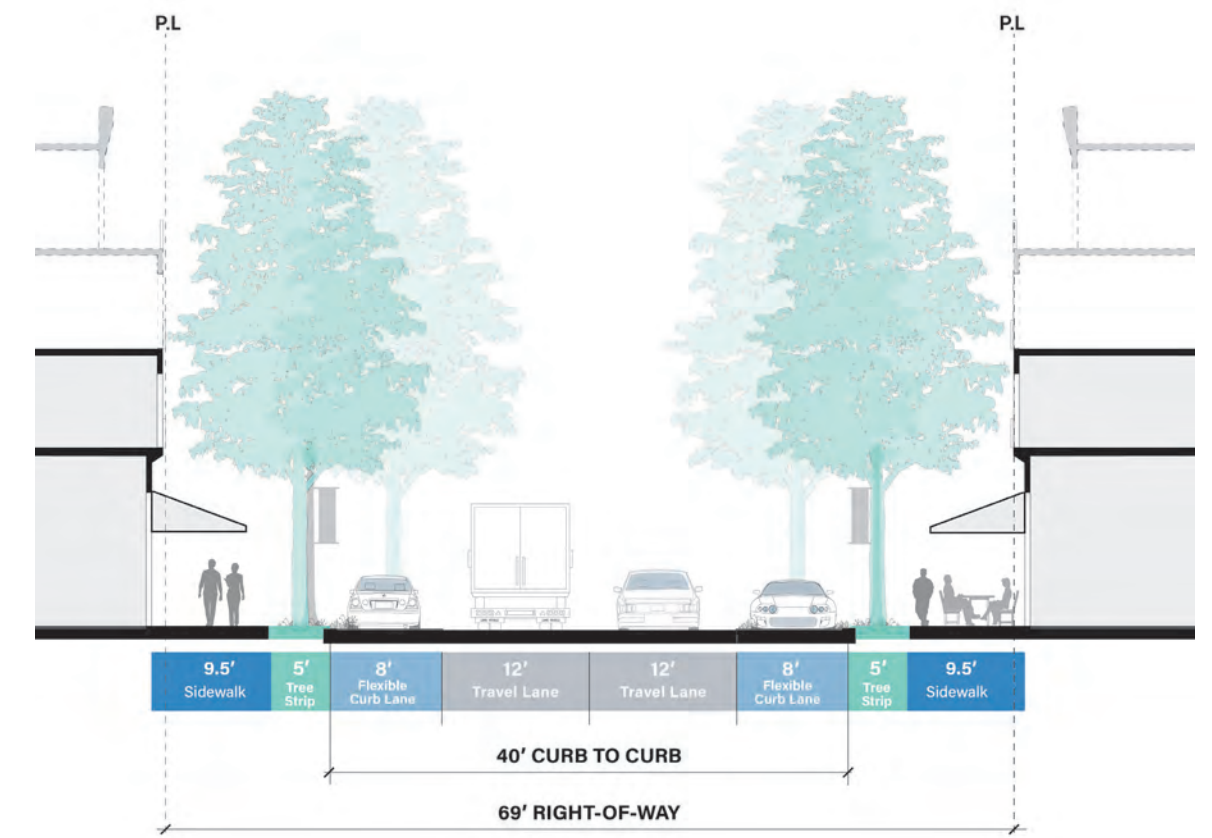 P.L
P.L
9.5'
Sidewalk
5'
Tree
Strip
8'
Flexible
Curb Lane
12'
Travel Lane
12'
Travel Lane
8'
Flexible
Curb Lane
5'
Tree
Strip
9.5'
Sidewalk
40' CURB TO CURB
69' RIGHT-OF-WAY